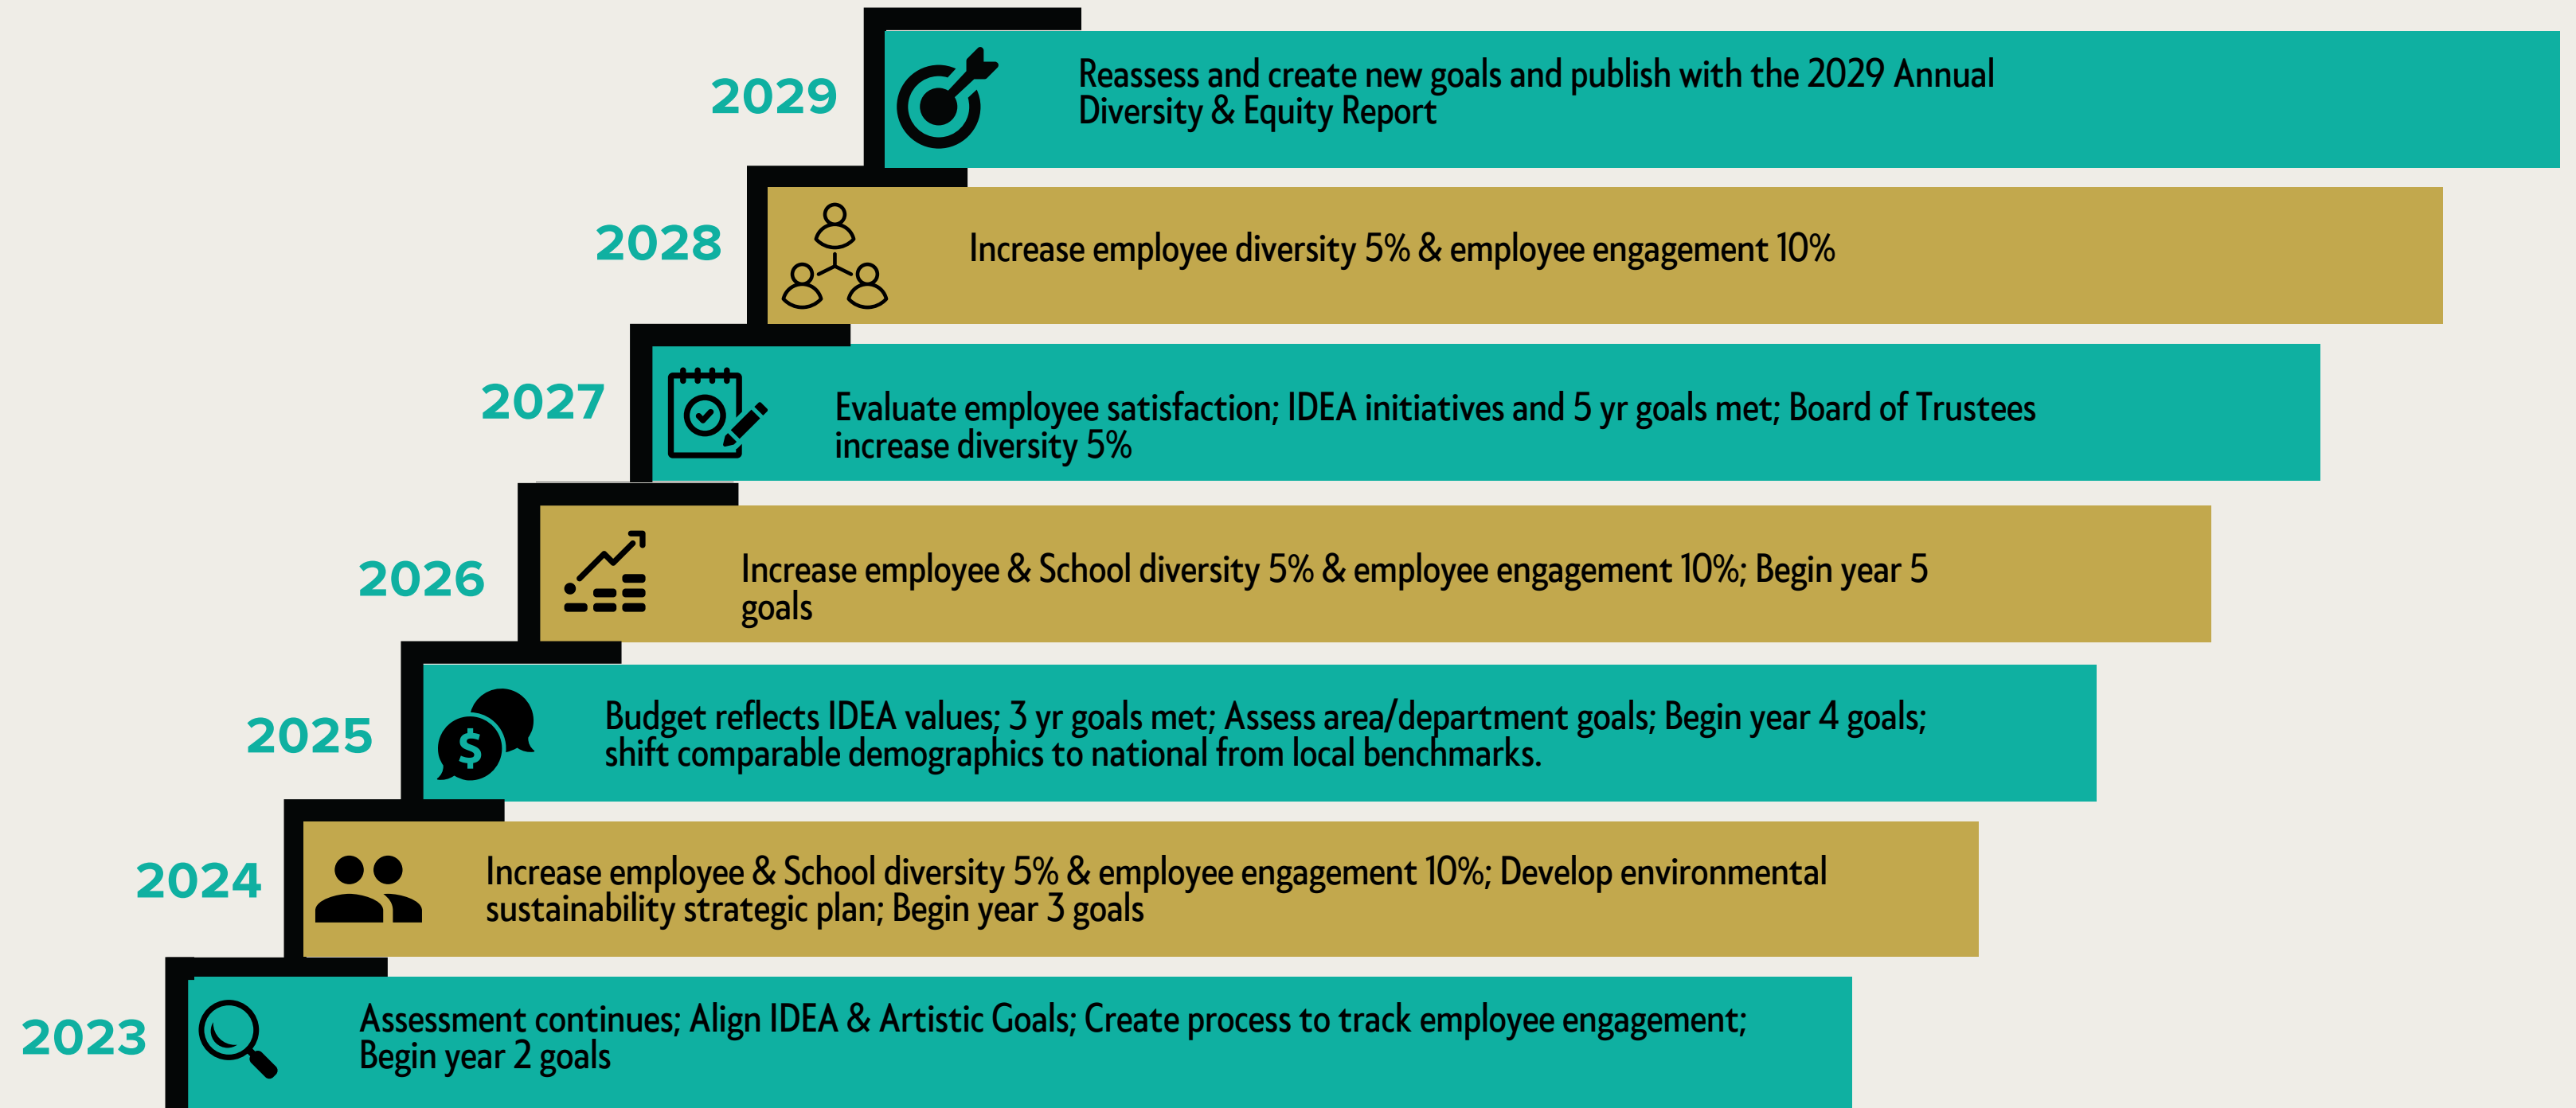 2029
Reassess and create new goals and publish with the 2029 Annual
Diversity & Equity Report
2028
Increase employee diversity 5% & employee engagement 10%
2027
Evaluate employee satisfaction; IDEA initiatives and 5 yr goals met; Board of Trustees
increase diversity 5%
2026
Increase employee & School diversity 5% & employee engagement 10%; Begin year 5
goals
2025
Budget reflects IDEA values; 3 yr goals met; Assess area/department goals; Begin year 4 goals;
shift comparable demographics to national from local benchmarks.
$
2024
Increase employee & School diversity 5% & employee engagement 10%; Develop environmental
sustainability strategic plan; Begin year 3 goals
2023
Assessment continues; Align IDEA & Artistic Goals; Create process to track employee engagement;
Begin year 2 goals